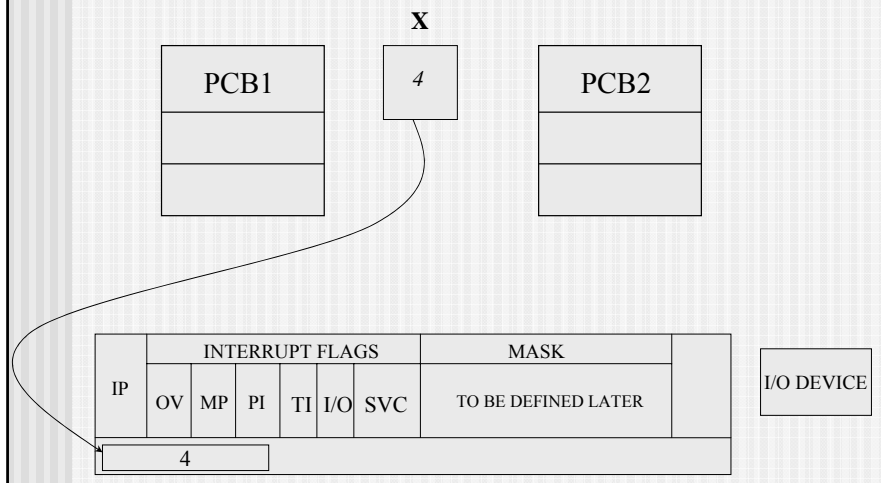 X
PCB1
4
PCB2
INTERRUPT FLAGS
MASK
IP
OV
MP
PI
TI
I/O
SVC
TO BE DEFINED LATER
I/O DEVICE
4